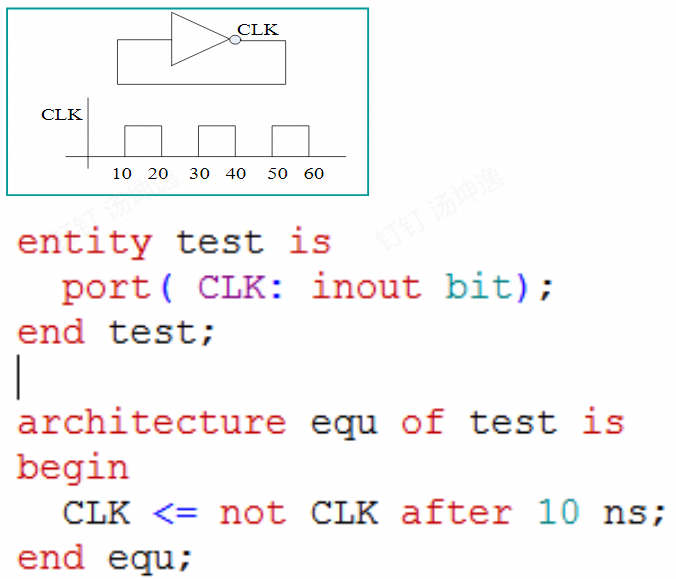 CLK
CLK
10 20 30 40 50 60
钉钉 汤坤逸
钉钉 汤坤逸
entity test is
port( CLK: inout bit);
end test;
architecture equ of test is
begin
CLK <= not CLK after 10 ns;
end equ;